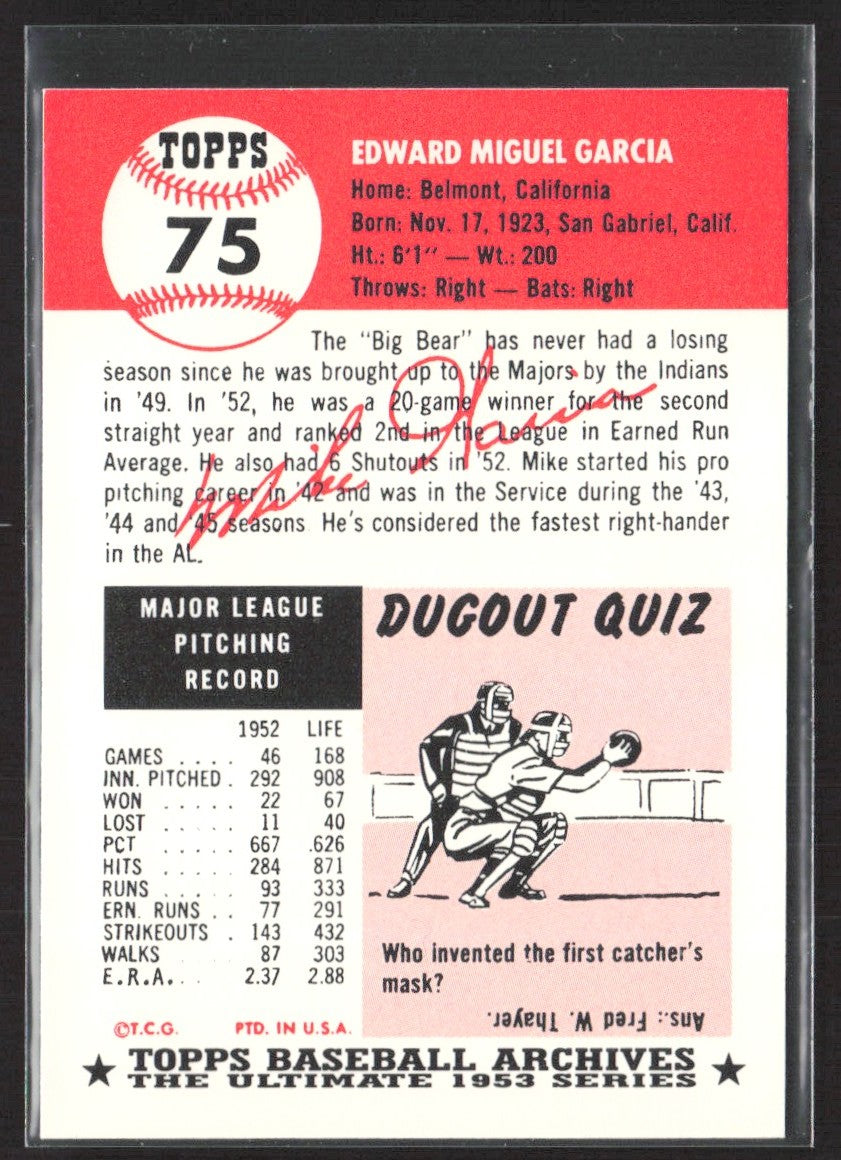 TOPPS
75
EDWARD MIGUEL GARCIA
Home: Belmont, California
Born: Nov. 17, 1923, San Gabriel, Calif.
Ht.: 6'1" — Wt.: 200
Throws: Right — Bats: Right
The "Big Bear" has never had a losing
season since he was brought up to the Majors by the Indians
in '49. In '52, he was a 20-game winner for the second
straight year and ranked 2nd in the League in Earned Run
Average. He also had 6 Shutouts in '52. Mike started his pro
pitching career in '42 and was in the Service during the '43,
'44 and '45 seasons. He's considered the fastest right-hander
in the AL.
Mike Garcia
MAJOR LEAGUE
PITCHING
RECORD
1952 LIFE
GAMES .... 46 168
INN. PITCHED . 292 908
WON ..... 22 67
LOST ..... 11 40
PCT ..... 667 .626
HITS ..... 284 871
RUNS ..... 93 333
ERN. RUNS .. 77 291
STRIKEOUTS . 143 432
WALKS .... 87 303
E.R.A... 2.37 2.88
©T.C.G. PTD. IN U.S.A.
DUGOUT QUIZ
Who invented the first catcher's
mask?
Ans.: Fred W. Thayer.
★ TOPPS BASEBALL ARCHIVES ★
THE ULTIMATE 1953 SERIES